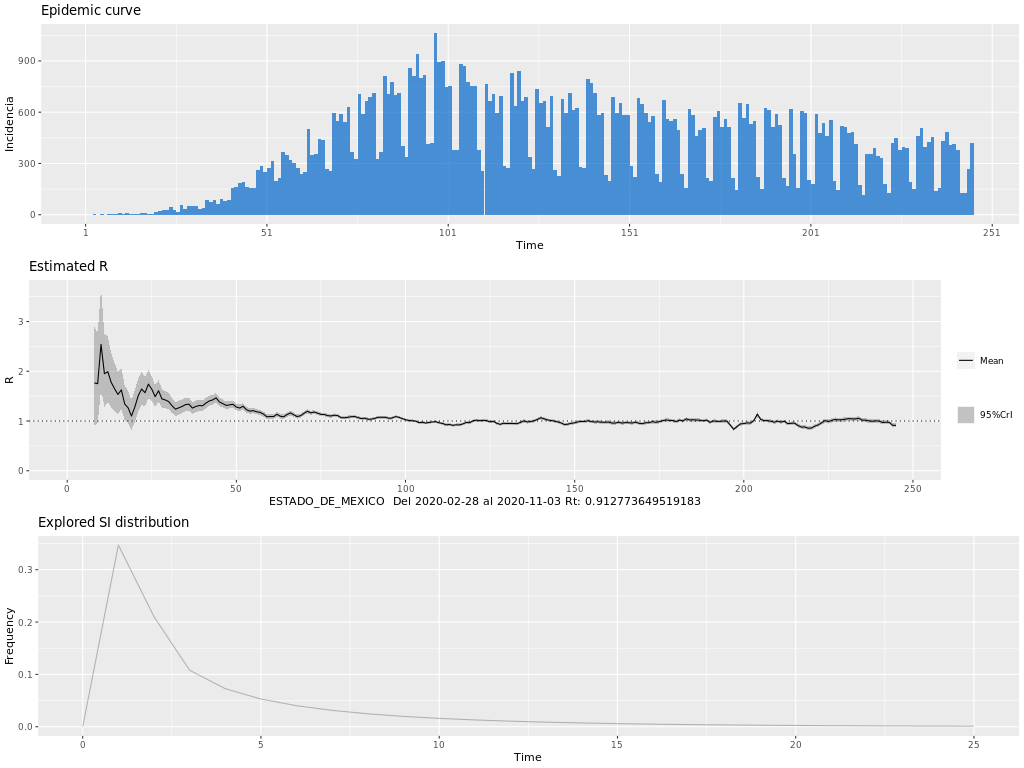 Epidemic curve
900
600
300
0
Incidencia
1 51 101 151 201 251
Time
Estimated R
3
2
1
0
R
Mean
95%CrI
0 50 100 150 200 250
ESTADO_DE_MEXICO Del 2020-02-28 al 2020-11-03 Rt: 0.912773649519183
Explored SI distribution
0.3
0.2
0.1
0.0
Frequency
0 5 10 15 20 25
Time